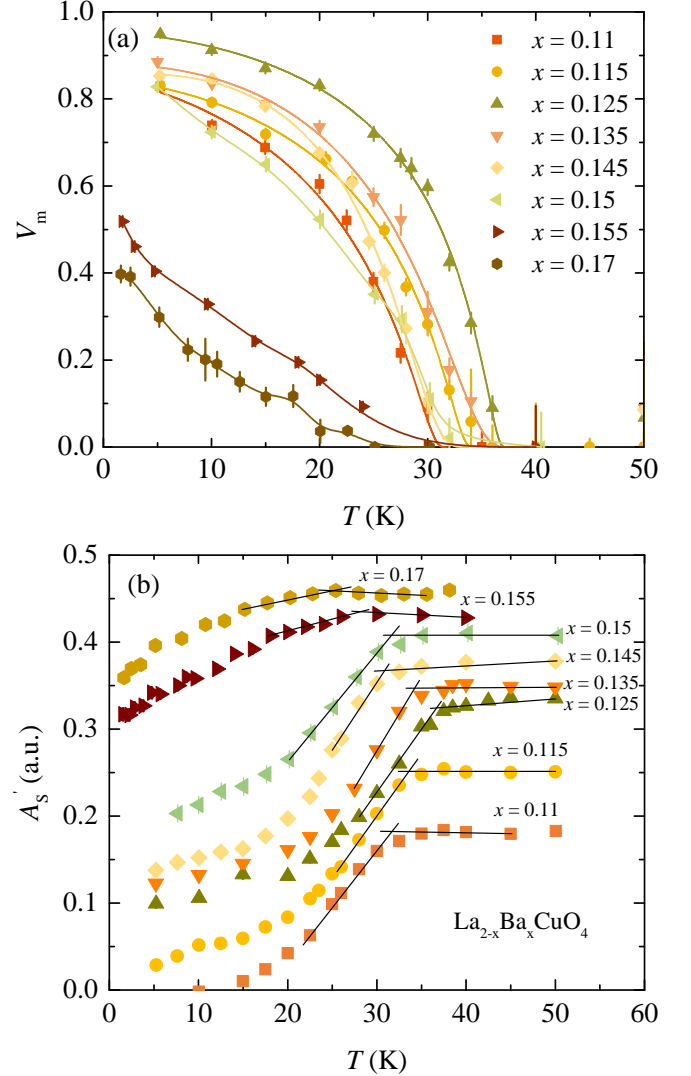 (a)
1.0
0.8
0.6
0.4
0.2
0.0
V_m
x = 0.11
x = 0.115
x = 0.125
x = 0.135
x = 0.145
x = 0.15
x = 0.155
x = 0.17
0 10 20 30 40 50
T (K)
(b)
0.5
0.4
0.3
0.2
0.1
0.0
A_S' (a.u.)
x = 0.17
x = 0.155
x = 0.15
x = 0.145
x = 0.135
x = 0.125
x = 0.115
x = 0.11
La_{2-x}Ba_xCuO_4
0 10 20 30 40 50 60
T (K)